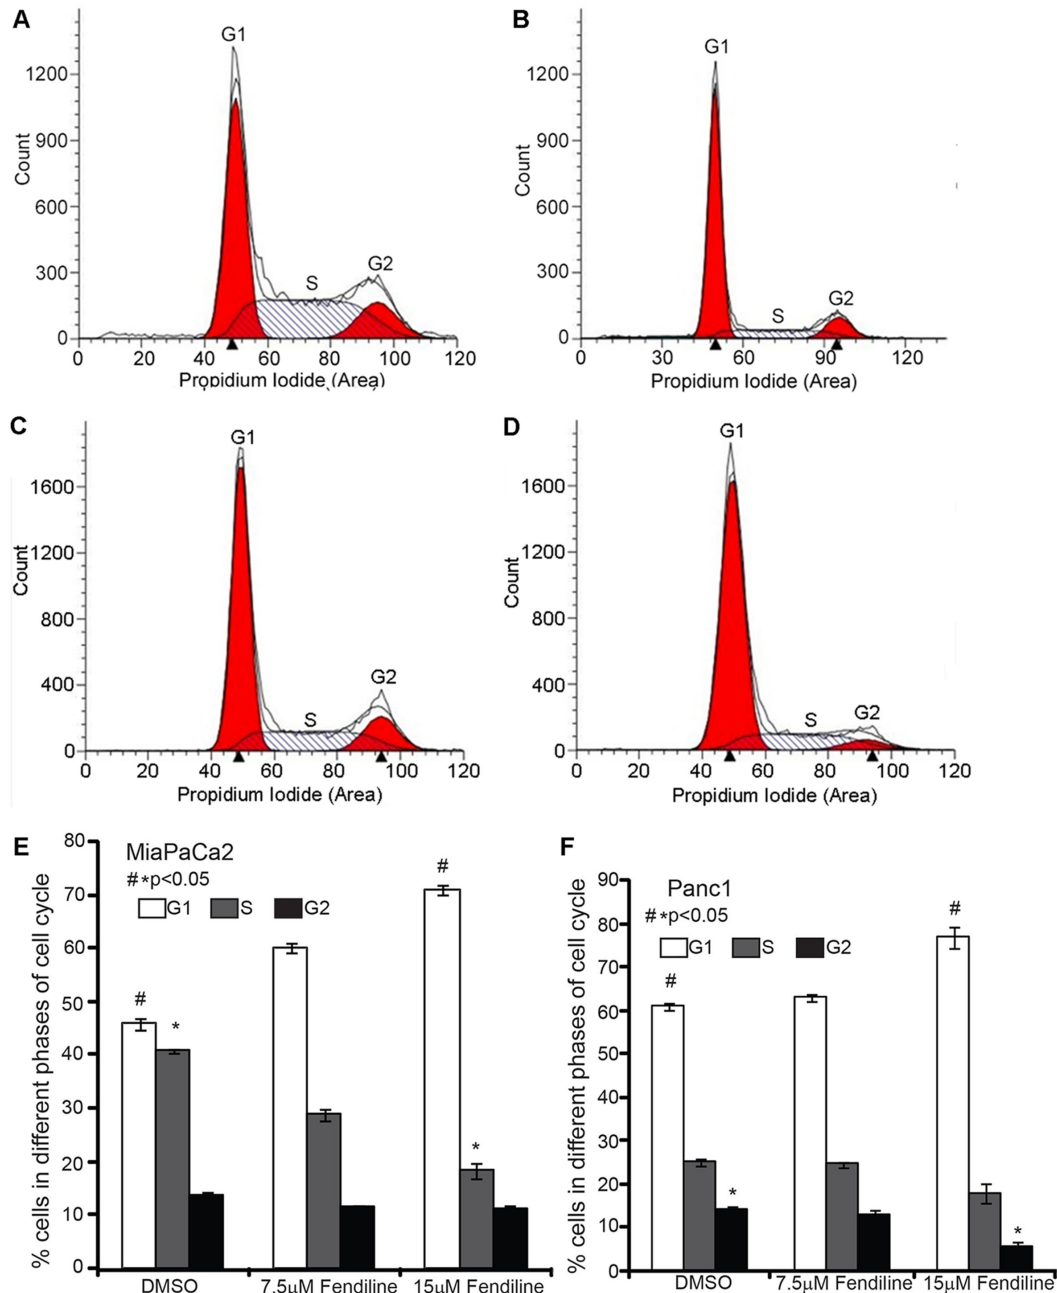 A
G1
1200
900
600
300
0
Count
S
G2
0 20 40 60 80 100 120
Propidium Iodide (Area)
B
G1
1200
900
600
300
0
Count
S
G2
0 30 60 90 120
Propidium Iodide (Area)
C
G1
1600
1200
800
400
0
Count
S
G2
0 20 40 60 80 100 120
Propidium Iodide (Area)
D
G1
1600
1200
800
400
0
Count
S
G2
0 20 40 60 80 100 120
Propidium Iodide (Area)
E
MiaPaCa2
#*p<0.05
G1 S G2
80
70
60
50
40
30
20
10
0
% cells in different phases of cell cycle
#
*
#
*
DMSO 7.5µM Fendiline 15µM Fendiline
F
Panc1
#*p<0.05
G1 S G2
90
80
70
60
50
40
30
20
10
0
% cells in different phases of cell cycle
#
*
#
*
DMSO 7.5µM Fendiline 15µM Fendiline